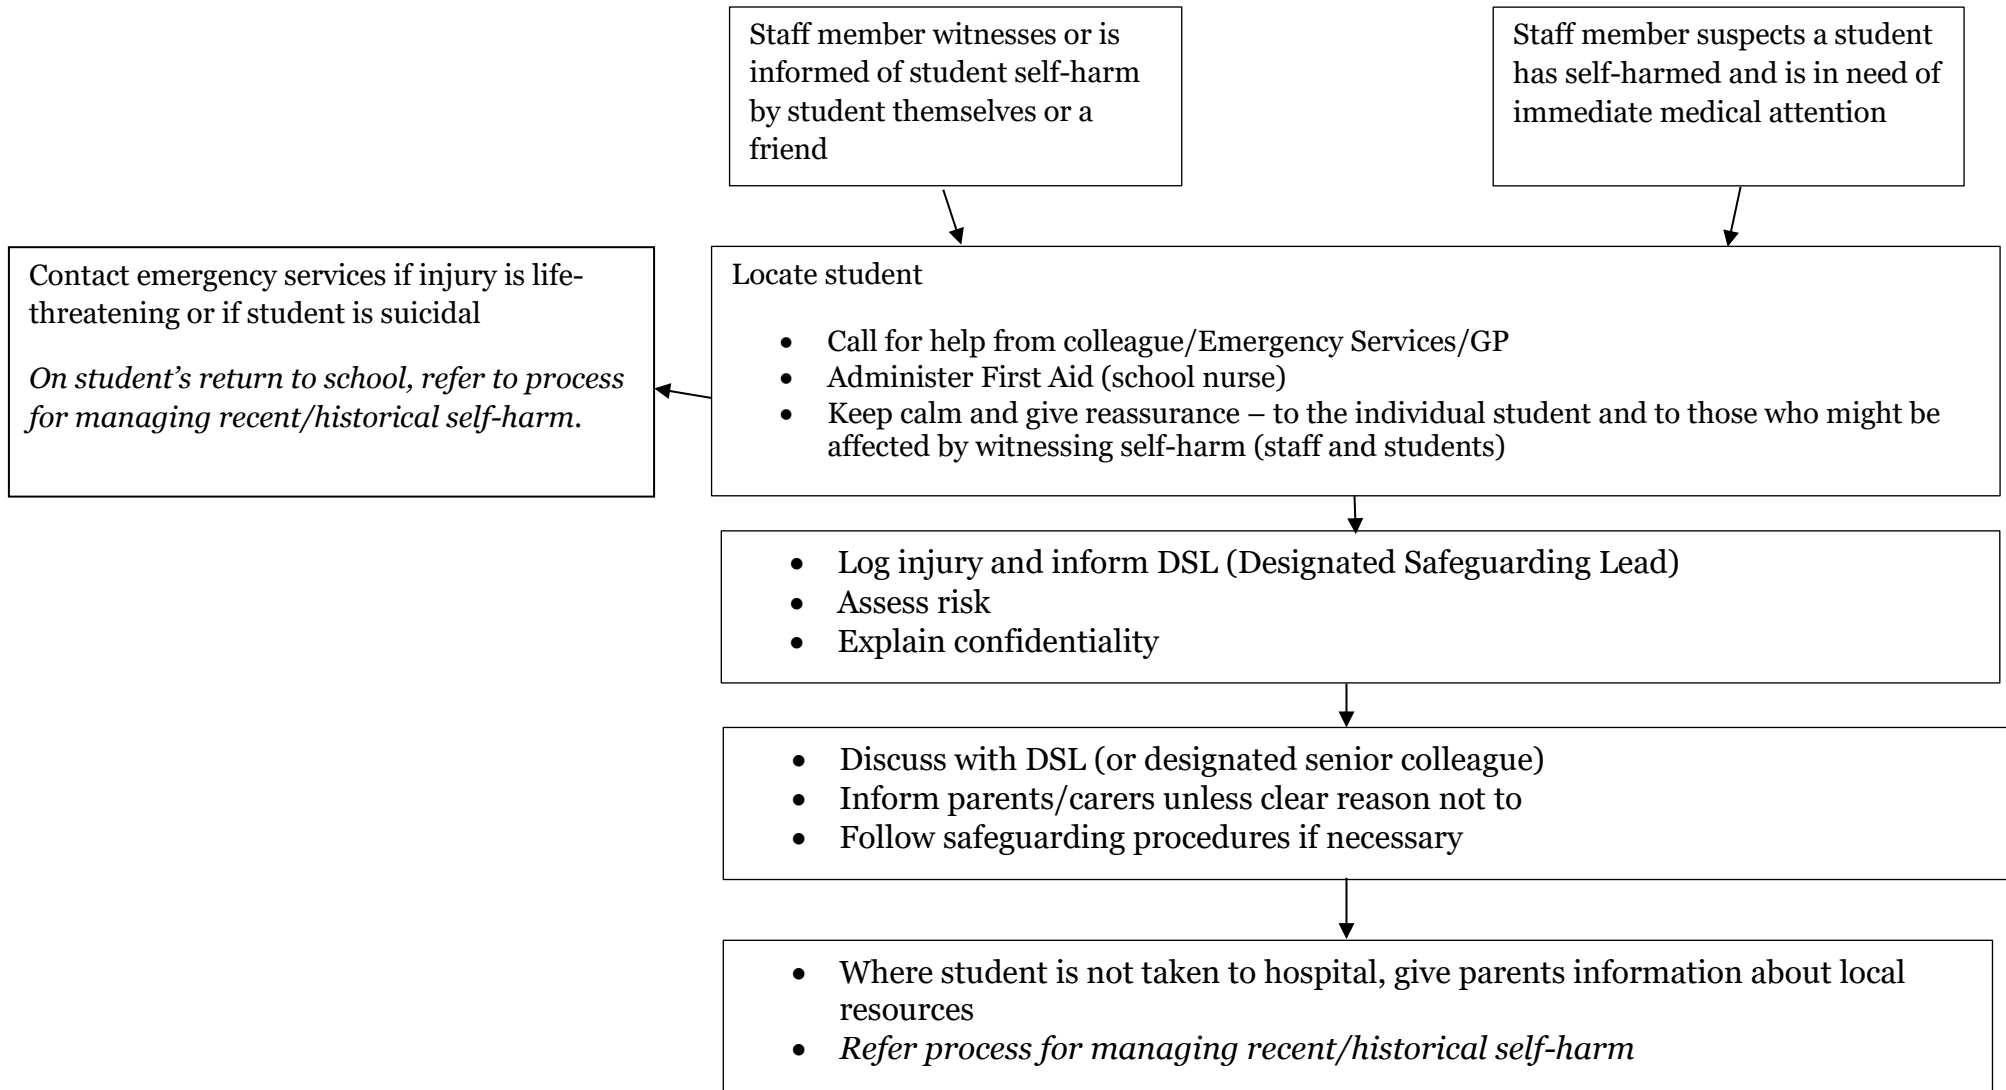 Staff member witnesses or is
informed of student self-harm
by student themselves or a
friend
Staff member suspects a student
has self-harmed and is in need of
immediate medical attention
Contact emergency services if injury is life-
threatening or if student is suicidal
On student’s return to school, refer to process
for managing recent/historical self-harm.
Locate student
• Call for help from colleague/Emergency Services/GP
• Administer First Aid (school nurse)
• Keep calm and give reassurance – to the individual student and to those who might be
affected by witnessing self-harm (staff and students)
• Log injury and inform DSL (Designated Safeguarding Lead)
• Assess risk
• Explain confidentiality
• Discuss with DSL (or designated senior colleague)
• Inform parents/carers unless clear reason not to
• Follow safeguarding procedures if necessary
• Where student is not taken to hospital, give parents information about local
resources
• Refer process for managing recent/historical self-harm